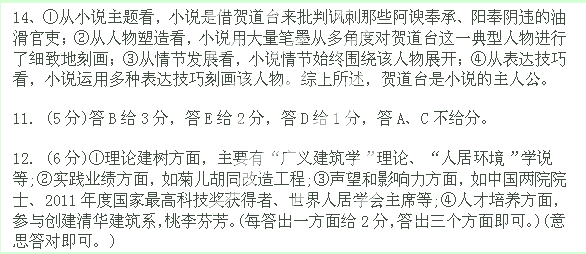 14. ①从小说主题看，小说是借贺道台来批判讽刺那些阿谀奉承、阳奉阴违的油
滑官吏；②从人物塑造看，小说用大量笔墨从多角度对贺道台这一典型人物进行
了细致地刻画；③从情节发展看，小说情节始终围绕该人物展开；④从表达技巧
看，小说运用多种表达技巧刻画该人物。综上所述，贺道台是小说的主人公。
11. (5分)答B给3分，答E给2分，答D给1分，答A、C不给分。
12. (6分)①理论建树方面，主要有“广义建筑学”理论、“人居环境”学说
等;②实践业绩方面，如菊儿胡同改造工程;③声望和影响力方面，如中国两院院
士、2011年度国家最高科技奖获得者、世界人居学会主席等;④人才培养方面，
参与创建清华建筑系,桃李芬芳。(每答出一方面给2分,答出三个方面即可。)(意
思答对即可。)